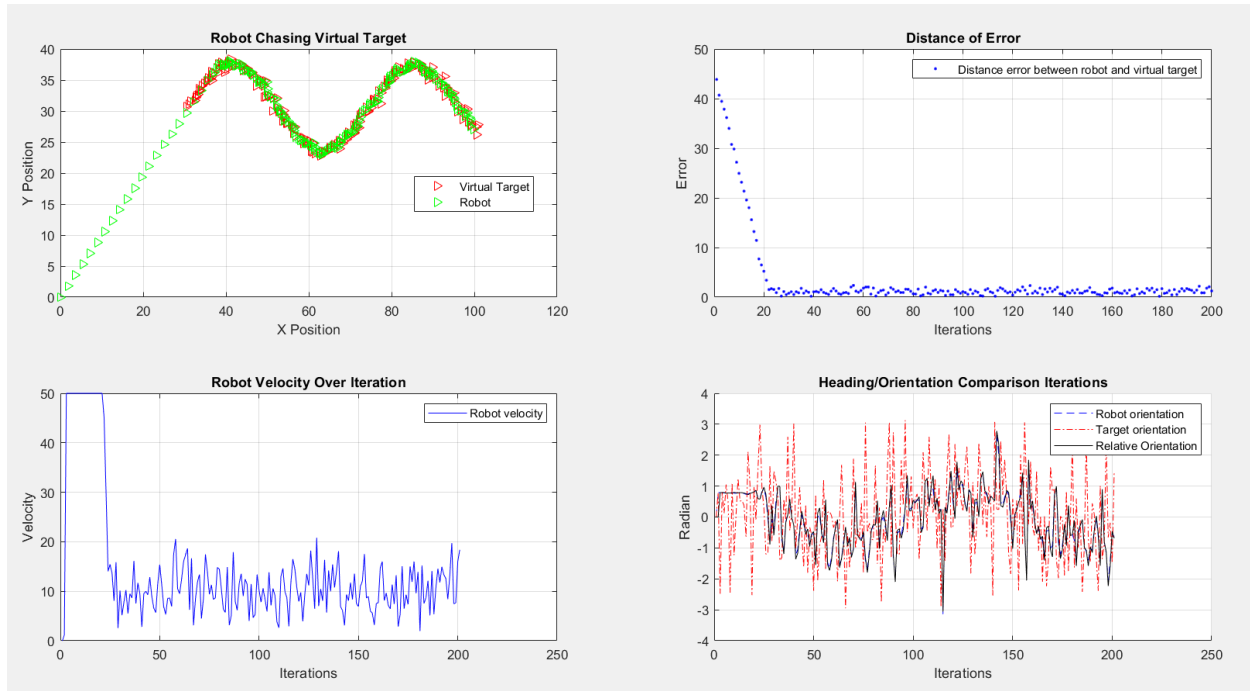 Robot Chasing Virtual Target
40
35
30
25
20
15
10
5
0
Y Position
0 20 40 60 80 100 120
X Position
Virtual Target
Robot
Distance of Error
50
40
30
20
10
0
Error
0 20 40 60 80 100 120 140 160 180 200
Iterations
Distance error between robot and virtual target
Robot Velocity Over Iteration
50
40
30
20
10
0
Velocity
0 50 100 150 200 250
Iterations
Robot velocity
Heading/Orientation Comparison Iterations
4
3
2
1
0
-1
-2
-3
-4
Radian
0 50 100 150 200 250
Iterations
Robot orientation
Target orientation
Relative Orientation